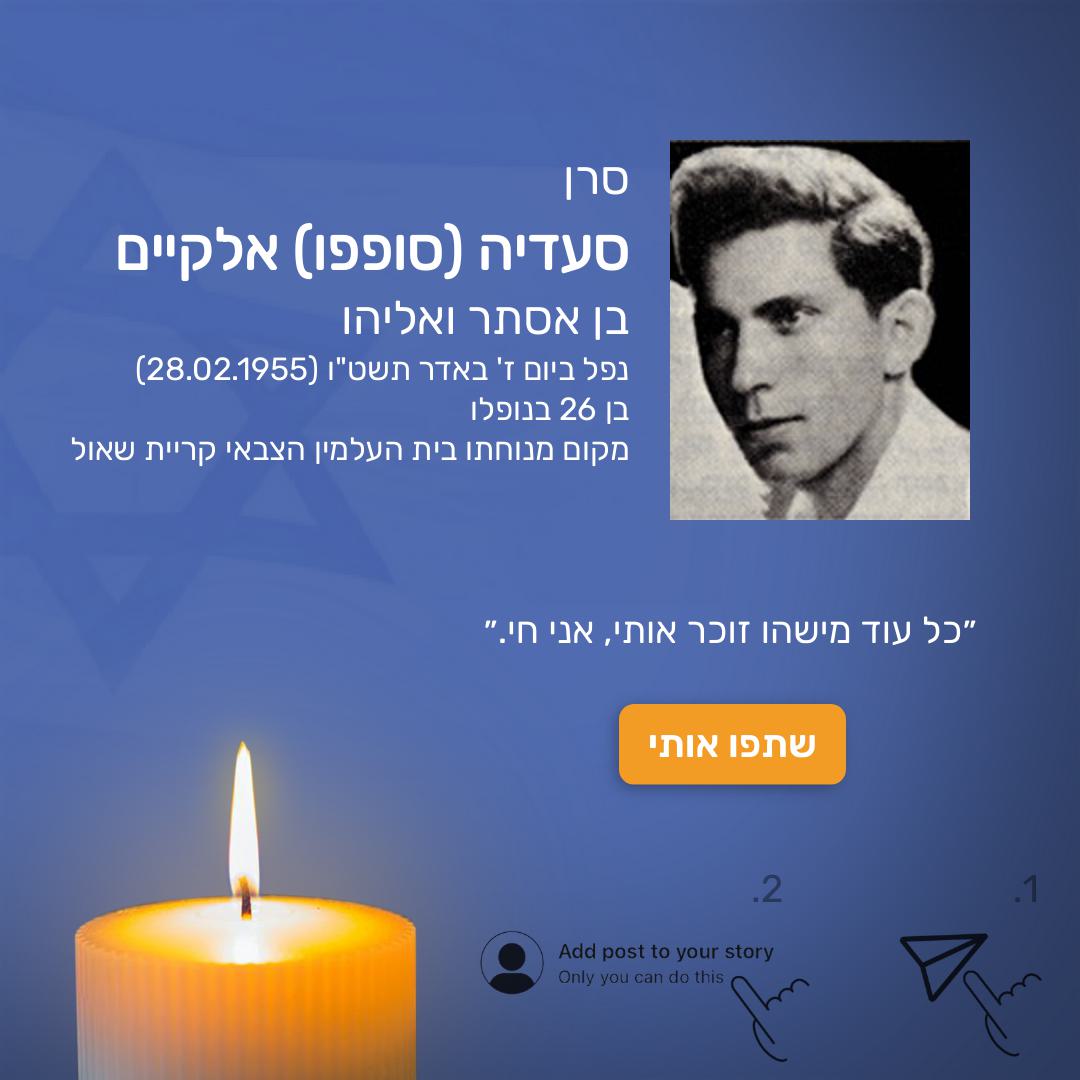 סרן
סעדיה (סופפו) אלקיים
בן אסתר ואליהו
נפל ביום ז' באדר תשט"ו (28.02.1955)
בן 26 בנופלו
מקום מנוחתו בית העלמין הצבאי קריית שאול
״כל עוד מישהו זוכר אותי, אני חי.״
שתפו אותי
1.
2.
Add post to your story
Only you can do this